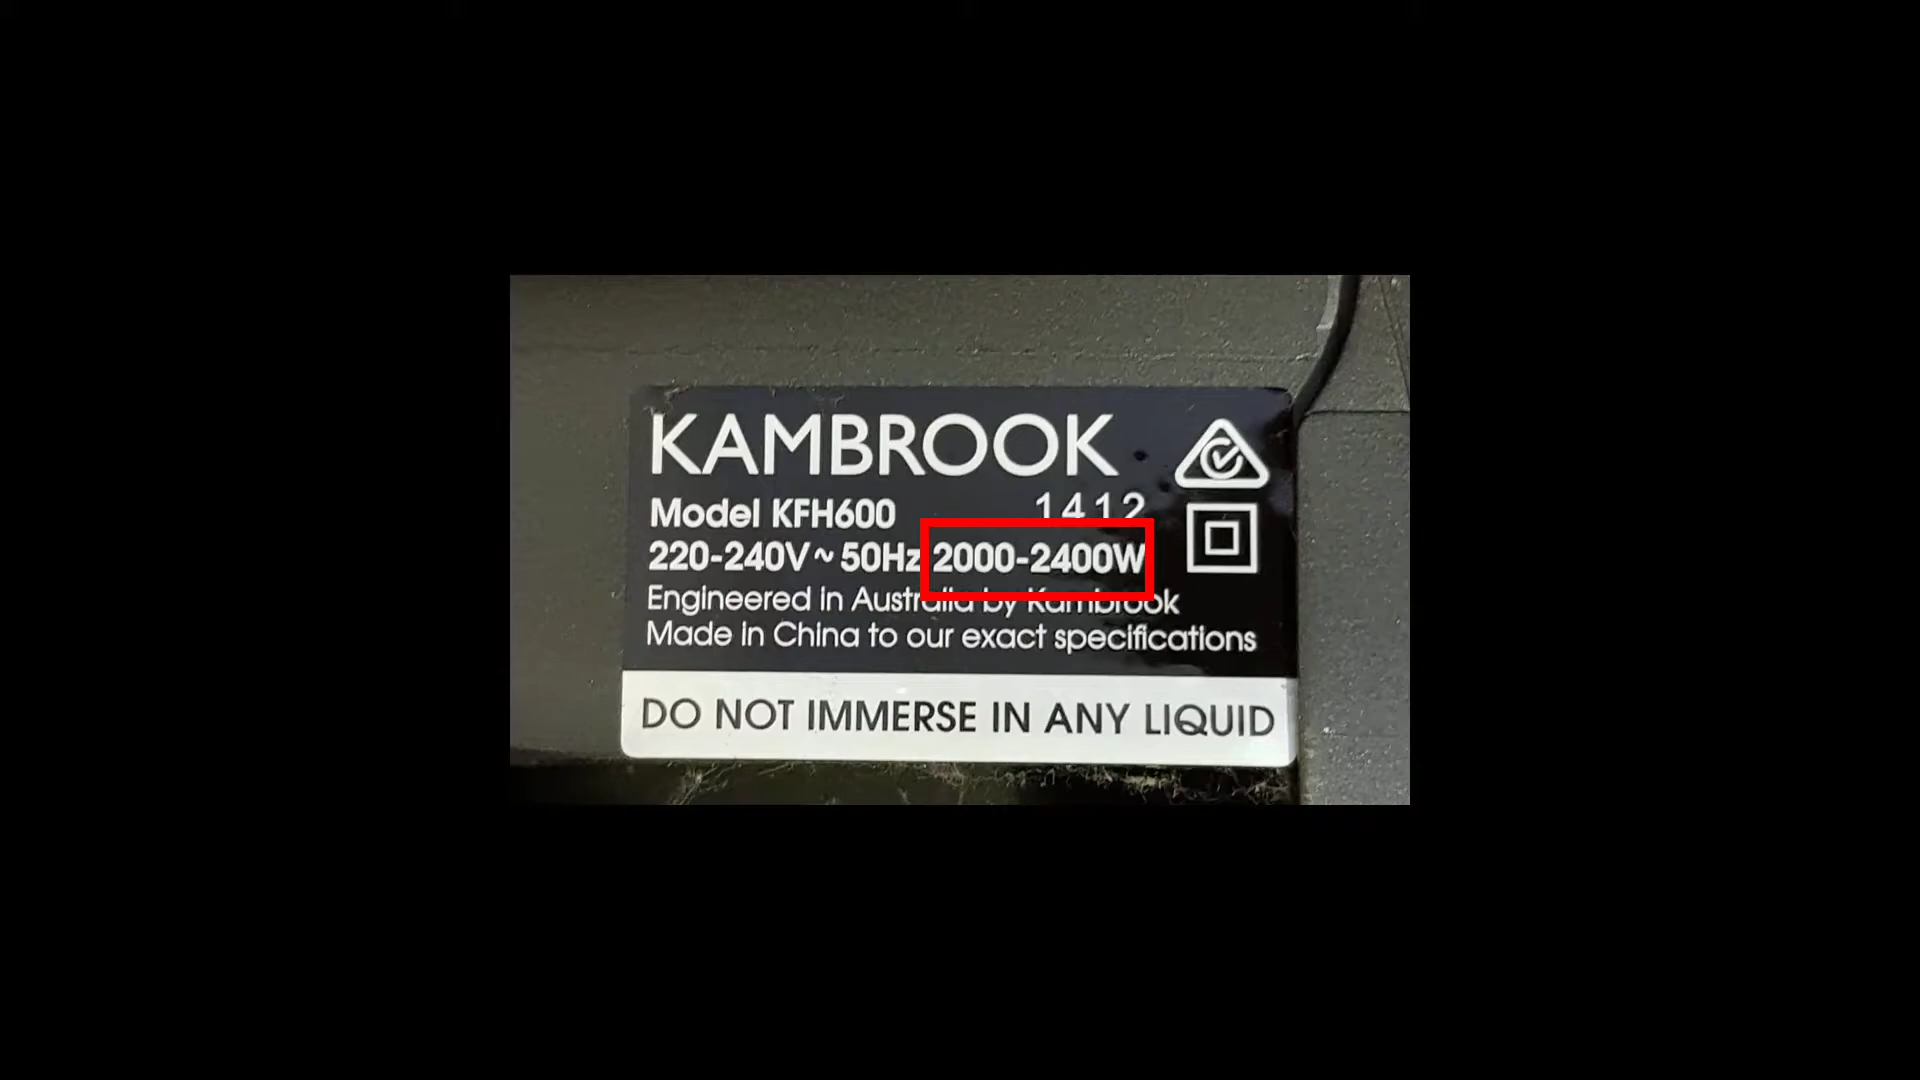 KAMBROOK
Model KFH600 1412
220-240V~50Hz 2000-2400W
Engineered in Australia by Kambrook
Made in China to our exact specifications
DO NOT IMMERSE IN ANY LIQUID